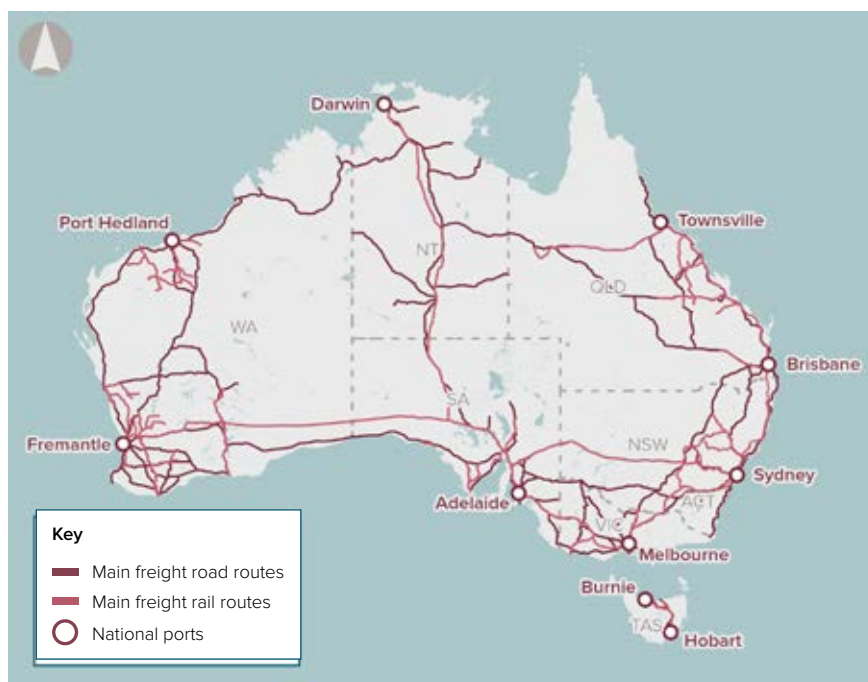 Darwin
Port Hedland
Townsville
NT
QLD
WA
Brisbane
SA
NSW
Fremantle
Sydney
Adelaide
ACT
VIC
Melbourne
Burnie
TAS
Hobart
Key
Main freight road routes
Main freight rail routes
National ports